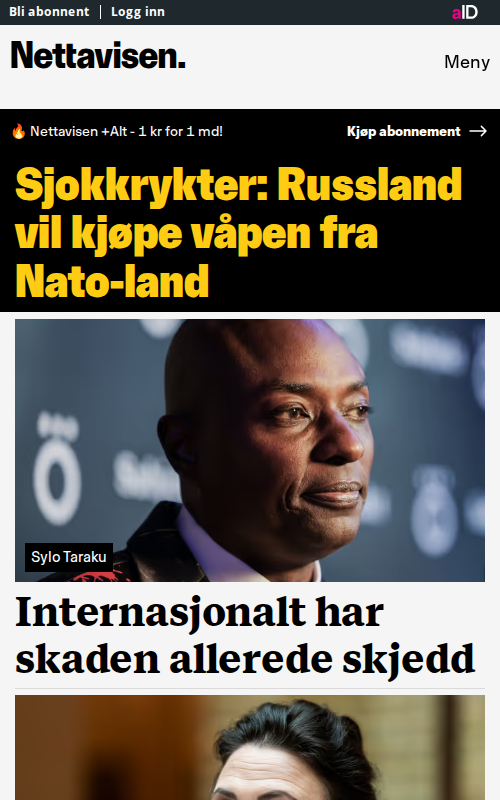 Bli abonnent | Logg inn
aID
Nettavisen.
Meny
🔥 Nettavisen +Alt - 1 kr for 1 md!
Kjøp abonnement →
Sjokkrykter: Russland
vil kjøpe våpen fra
Nato-land
Sylo Taraku
Internasjonalt har
skaden allerede skjedd